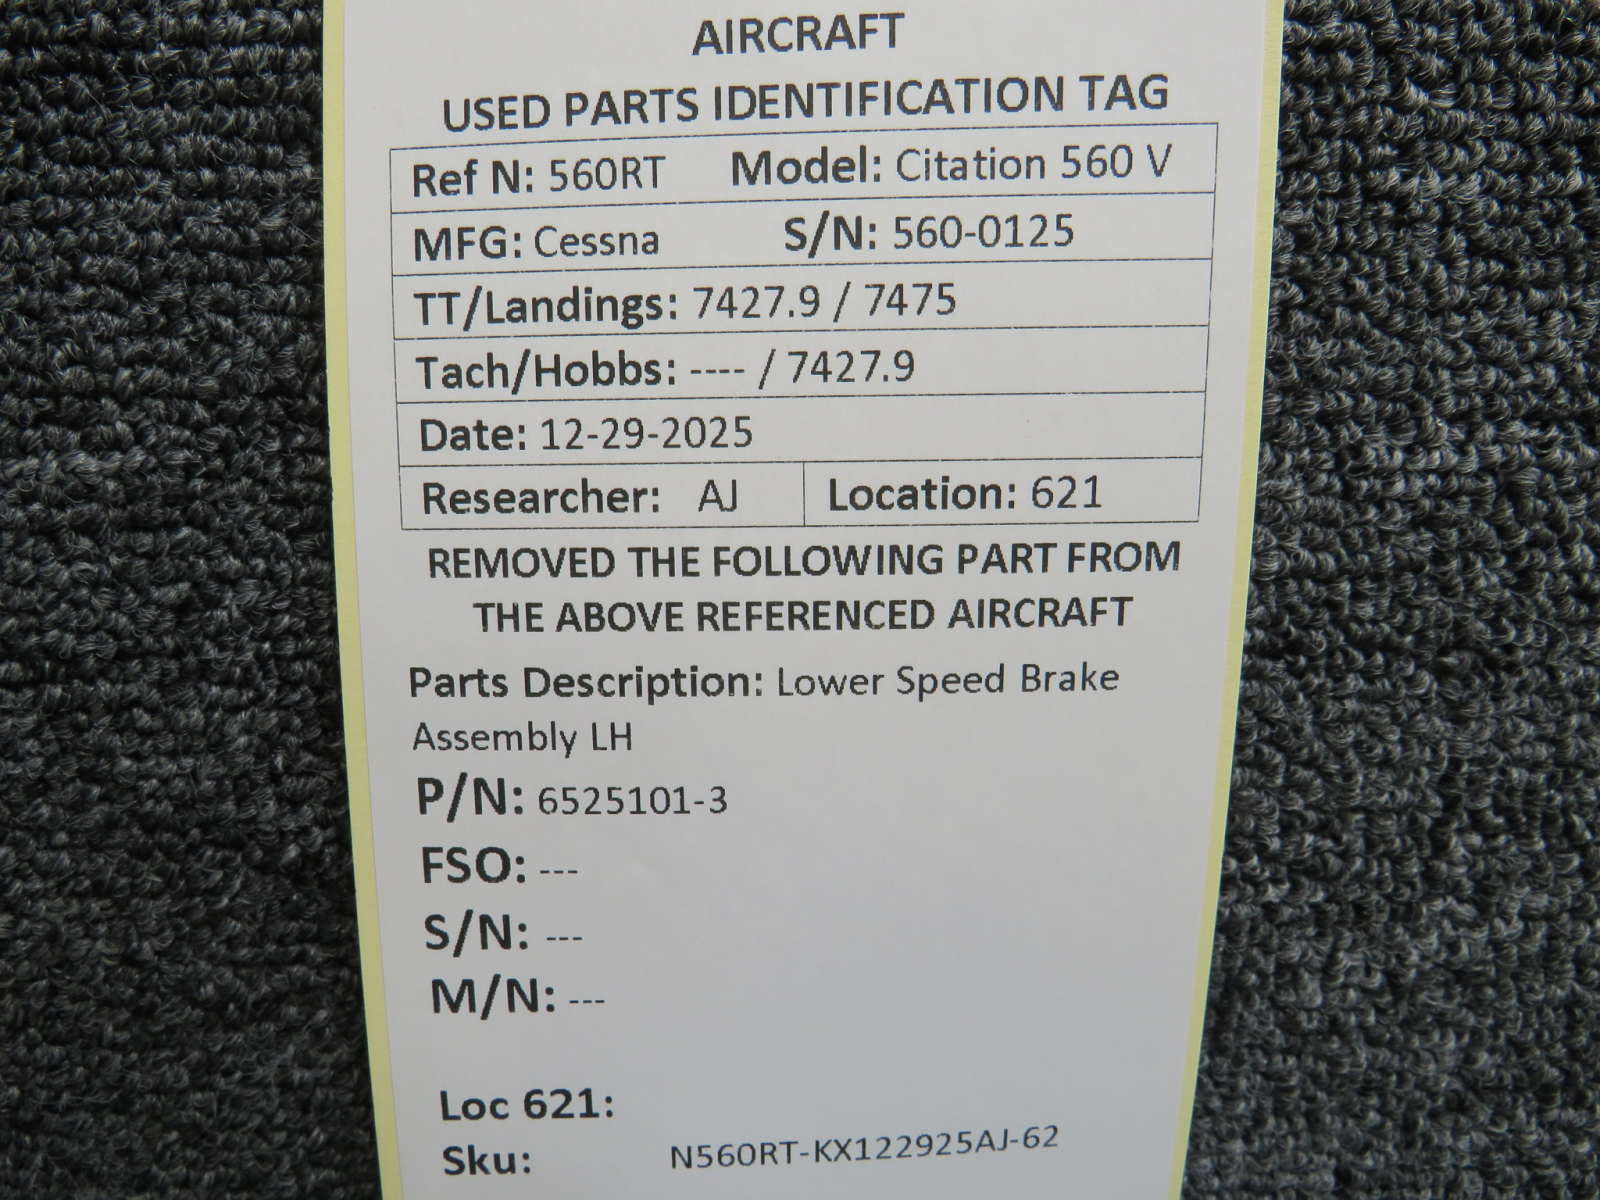 AIRCRAFT
USED PARTS IDENTIFICATION TAG
Ref N: 560RT Model: Citation 560 V
MFG: Cessna S/N: 560-0125
TT/Landings: 7427.9 / 7475
Tach/Hobbs: ---- / 7427.9
Date: 12-29-2025
Researcher: AJ Location: 621
REMOVED THE FOLLOWING PART FROM
THE ABOVE REFERENCED AIRCRAFT
Parts Description: Lower Speed Brake
Assembly LH
P/N: 6525101-3
FSO: ---
S/N: ---
M/N: ---
Loc 621:
Sku: N560RT-KX122925AJ-62